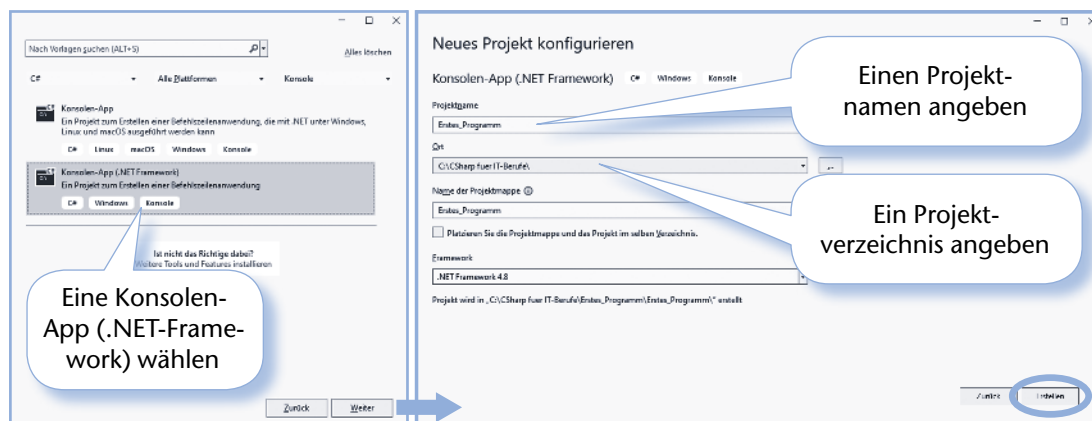 Nach Vorlagen suchen (ALT+S)
Alles löschen
C#
Alle Plattformen
Konsole
Konsolen-App
Ein Projekt zum Erstellen einer Befehlszeilenanwendung, die mit .NET unter Windows,
Linux und macOS ausgeführt werden kann
C# Linux macOS Windows Konsole
Konsolen-App (.NET Framework)
Ein Projekt zum Erstellen einer Befehlszeilenanwendung
C# Windows Konsole
Ist nicht das Richtige dabei?
Weitere Tools und Features installieren
Eine Konsolen-
App (.NET-Frame-
work) wählen
Zurück
Weiter
Neues Projekt konfigurieren
Konsolen-App (.NET Framework) C# Windows Konsole
Projektname
Erstes_Programm
Einen Projekt-
namen angeben
Ort
C:\CSharp fuer IT-Berufe\
...
Name der Projektmappe
Erstes_Programm
Platzieren Sie die Projektmappe und das Projekt im selben Verzeichnis.
Ein Projekt-
verzeichnis angeben
Framework
.NET Framework 4.8
Projekt wird in „C:\CSharp fuer IT-Berufe\Erstes_Programm\Erstes_Programm\" erstellt
Zurück
Erstellen